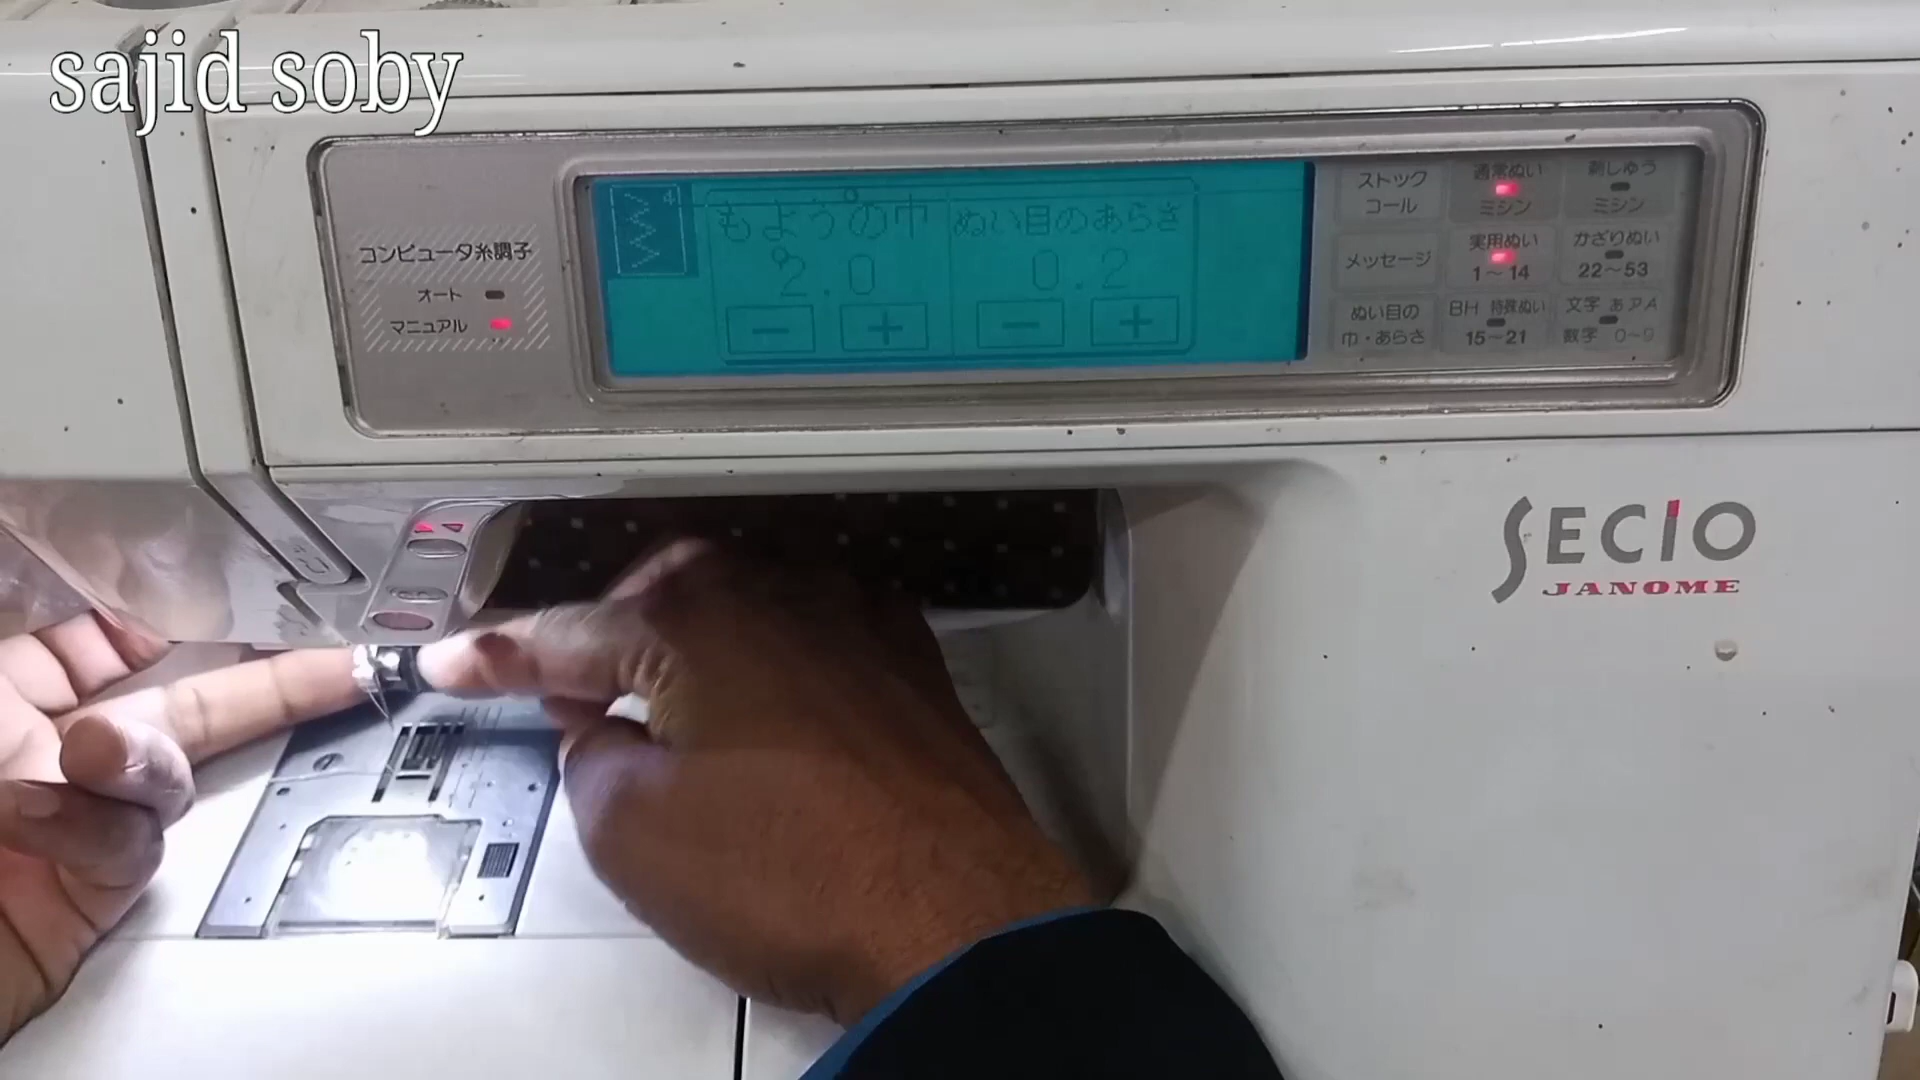 sajid soby
コンピュータ糸調子
オート
マニュアル
4
もようの巾
ぬい目のあらさ
2.0
0.2
− +
− +
ストック
コール
通常ぬい
ミシン
刺しゅう
ミシン
メッセージ
実用ぬい
1～14
かざりぬい
22～53
ぬい目の
巾・あらさ
BH 特殊ぬい
15～21
文字 あアA
数字 0～9
SECIO
JANOME